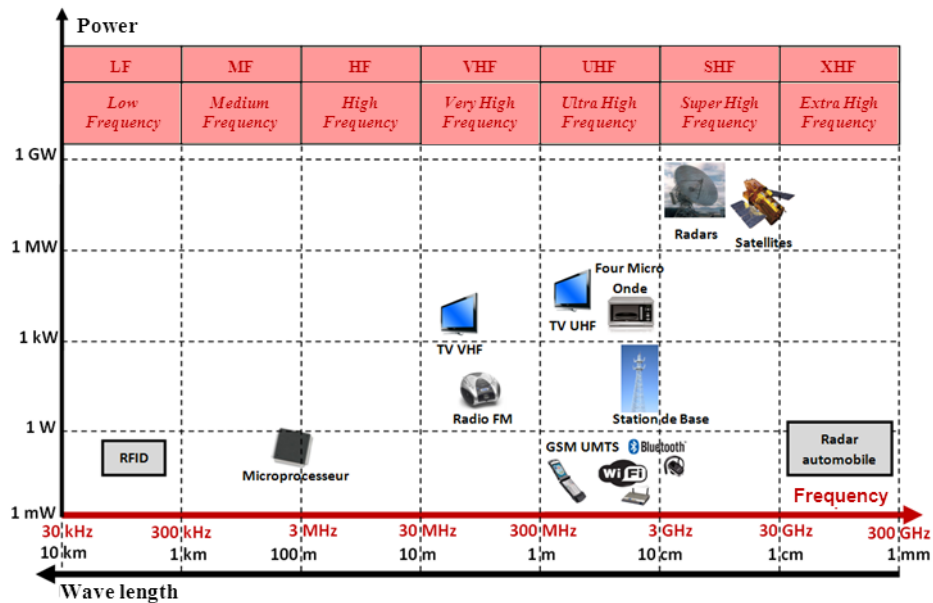 Power
LF MF HF VHF UHF SHF XHF
Low Medium High Very High Ultra High Super High Extra High
Frequency Frequency Frequency Frequency Frequency Frequency Frequency
1 GW
Radars
Satellites
1 MW
Four Micro
Onde
TV UHF
1 kW
TV VHF
Radio FM
Station de Base
1 W
RFID
Microprocesseur
GSM UMTS
Bluetooth
WiFi
Radar
automobile
Frequency
1 mW
30 kHz 300 kHz 3 MHz 30 MHz 300 MHz 3 GHz 30 GHz 300 GHz
10 km 1 km 100 m 10 m 1 m 10 cm 1 cm 1 mm
Wave length